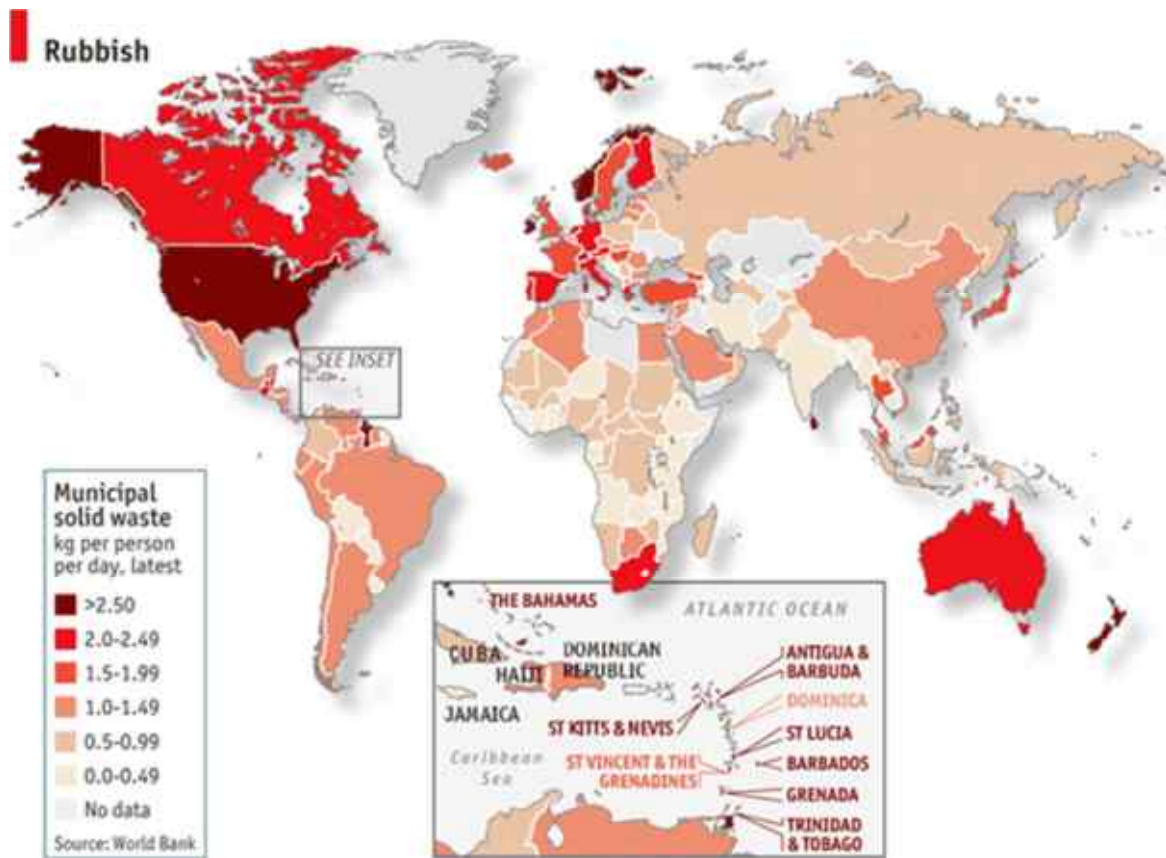 Rubbish
SEE INSET
Municipal
solid waste
kg per person
per day, latest
>2.50
2.0-2.49
1.5-1.99
1.0-1.49
0.5-0.99
0.0-0.49
No data
Source: World Bank
THE BAHAMAS
ATLANTIC OCEAN
CUBA
HAIJI
DOMINICAN
REPUBLIC
JAMAICA
ST KITTS & NEVIS
Caribbean
Sea
ST VINCENT & THE
GRENADINES
ANTIGUA &
BARBUDA
DOMINICA
ST LUCIA
BARBADOS
GRENADA
TRINIDAD
& TOBAGO